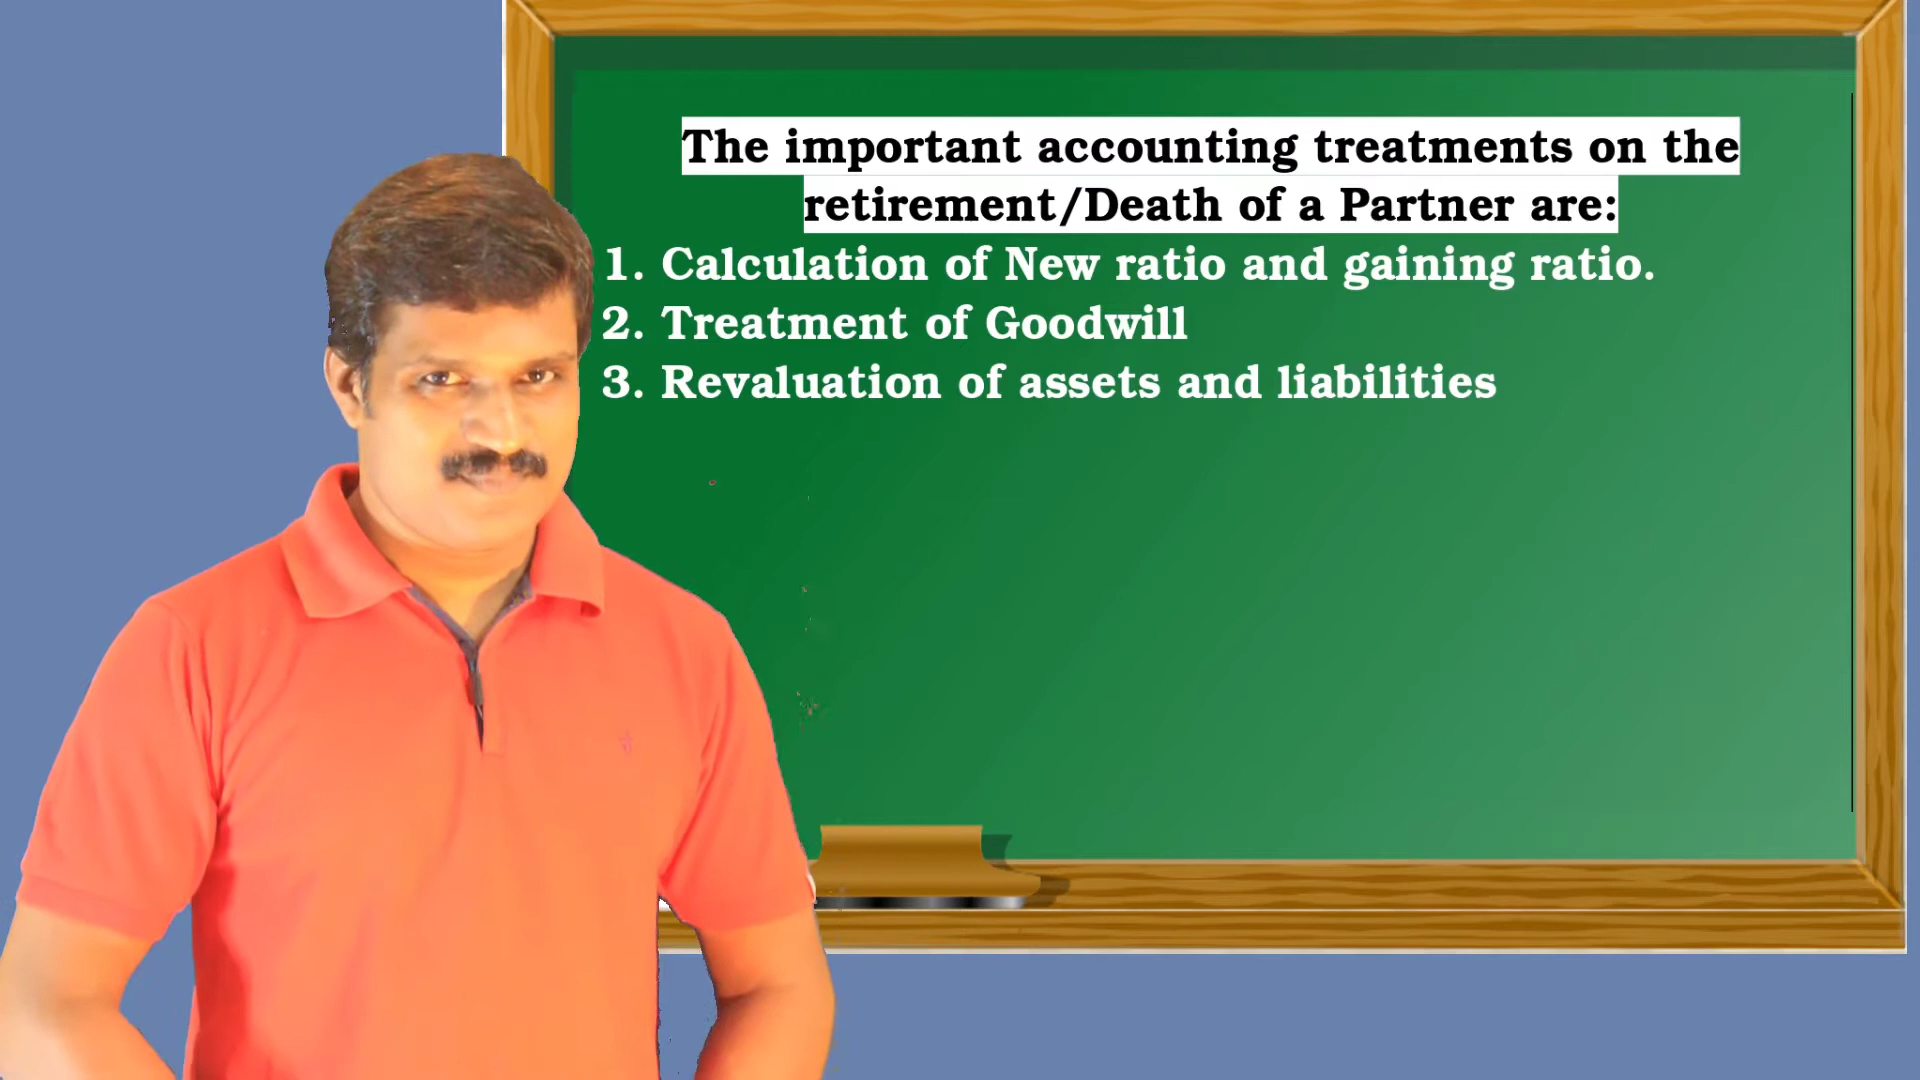 The important accounting treatments on the
retirement/Death of a Partner are:
1. Calculation of New ratio and gaining ratio.
2. Treatment of Goodwill
3. Revaluation of assets and liabilities